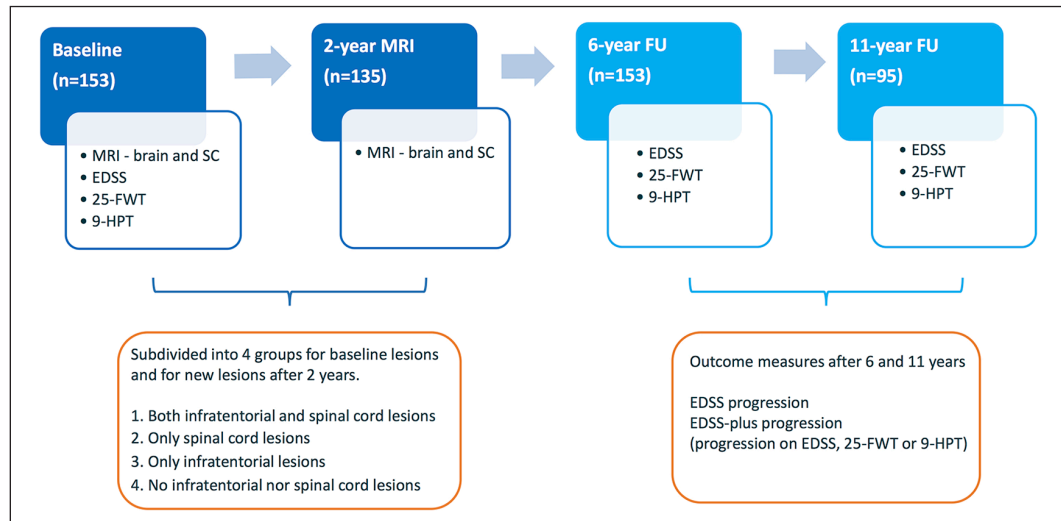 Baseline
(n=153)
• MRI - brain and SC
• EDSS
• 25-FWT
• 9-HPT
2-year MRI
(n=135)
• MRI - brain and SC
6-year FU
(n=153)
• EDSS
• 25-FWT
• 9-HPT
11-year FU
(n=95)
• EDSS
• 25-FWT
• 9-HPT
Subdivided into 4 groups for baseline lesions
and for new lesions after 2 years.
1. Both infratentorial and spinal cord lesions
2. Only spinal cord lesions
3. Only infratentorial lesions
4. No infratentorial nor spinal cord lesions
Outcome measures after 6 and 11 years
EDSS progression
EDSS-plus progression
(progression on EDSS, 25-FWT or 9-HPT)